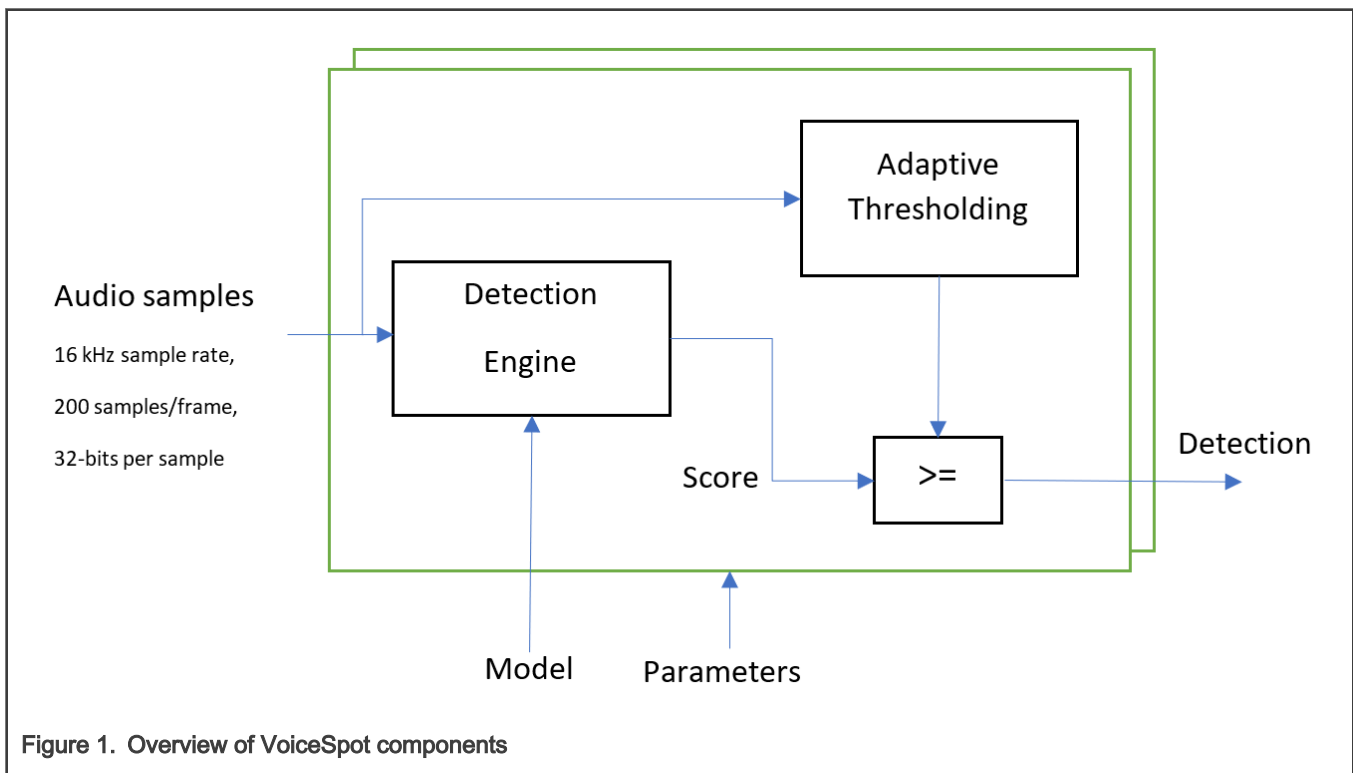 Adaptive
Thresholding
Audio samples
16 kHz sample rate,
200 samples/frame,
32-bits per sample
Detection
Engine
Score
>=
Detection
Model
Parameters
Figure 1. Overview of VoiceSpot components